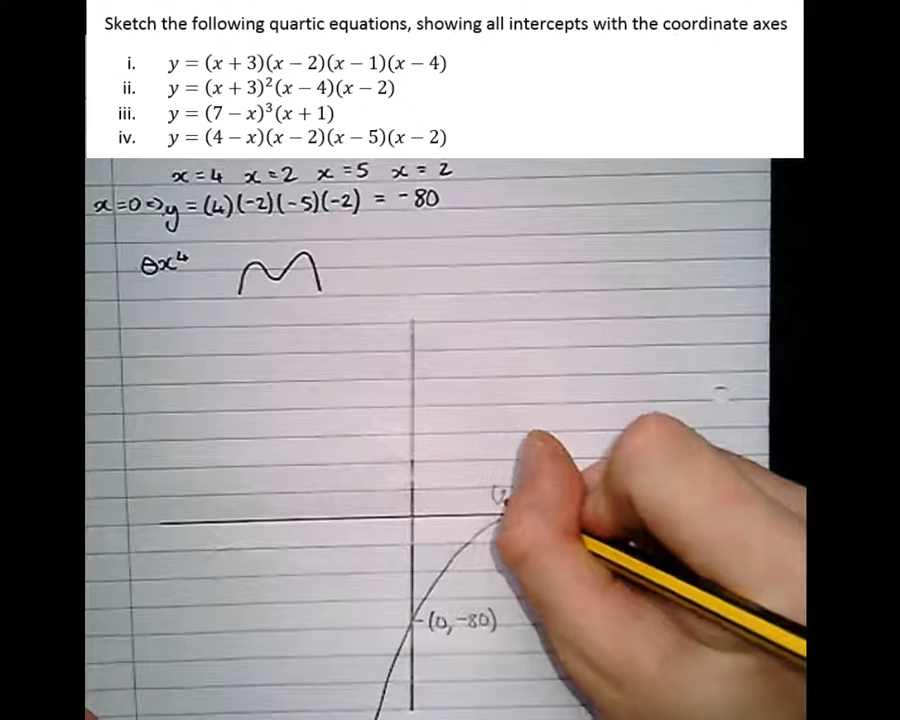 Sketch the following quartic equations, showing all intercepts with the coordinate axes
i. y = (x + 3)(x − 2)(x − 1)(x − 4)
ii. y = (x + 3)²(x − 4)(x − 2)
iii. y = (7 − x)³(x + 1)
iv. y = (4 − x)(x − 2)(x − 5)(x − 2)
x = 4 x = 2 x = 5 x = 2
x = 0 ⇒ y = (4)(-2)(-5)(-2) = -80
⊖x⁴
(0, -80)